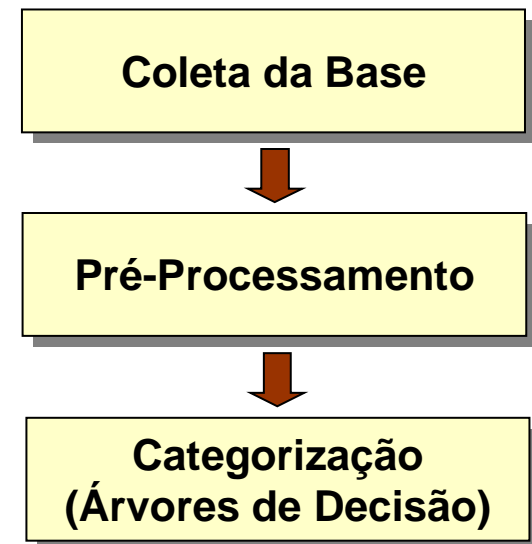 Coleta da Base
Pré-Processamento
Categorização
(Árvores de Decisão)